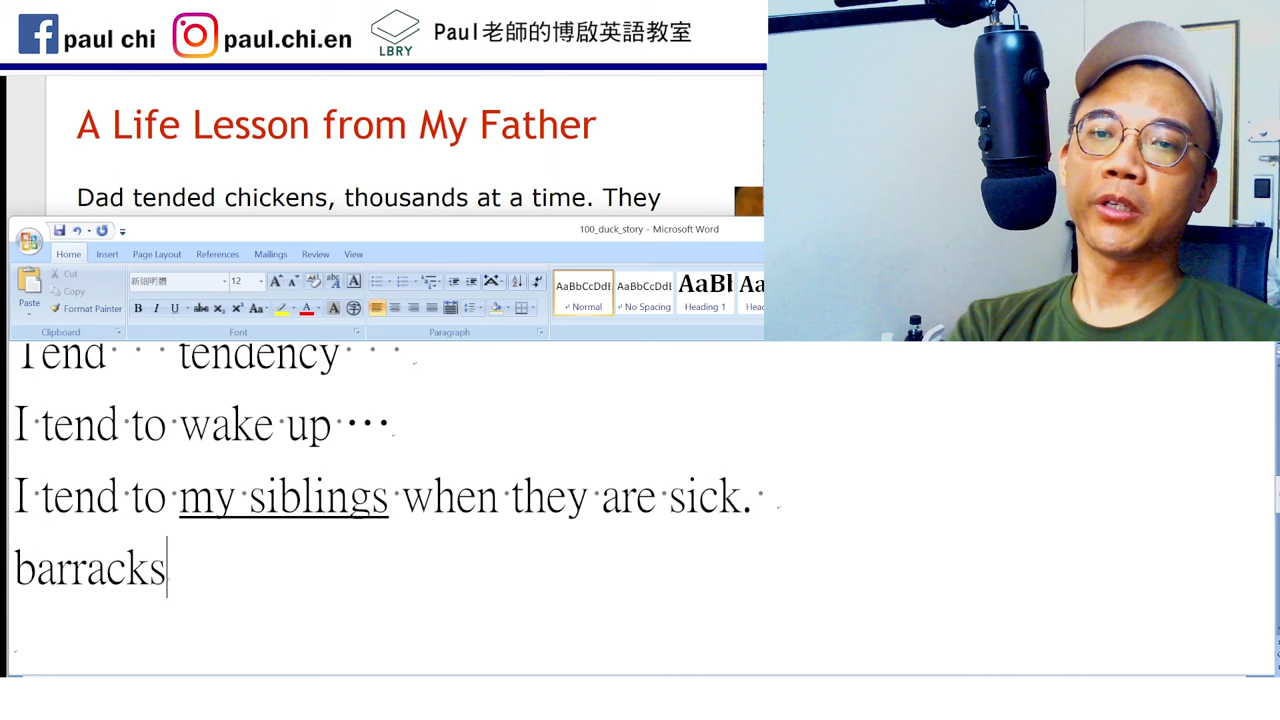 paul chi paul.chi.en LBRY Paul老師的博啟英語教室
A Life Lesson from My Father
Dad tended chickens, thousands at a time. They
100_duck_story - Microsoft Word
Home Insert Page Layout References Mailings Review View
Paste
Cut
Copy
Format Painter
新細明體 12
AaBbCcDdE AaBbCcDdE AaBb
Normal No Spacing Heading 1
Clipboard Font Paragraph
Tend tendency
I tend to wake up …
I tend to my siblings when they are sick.
barracks